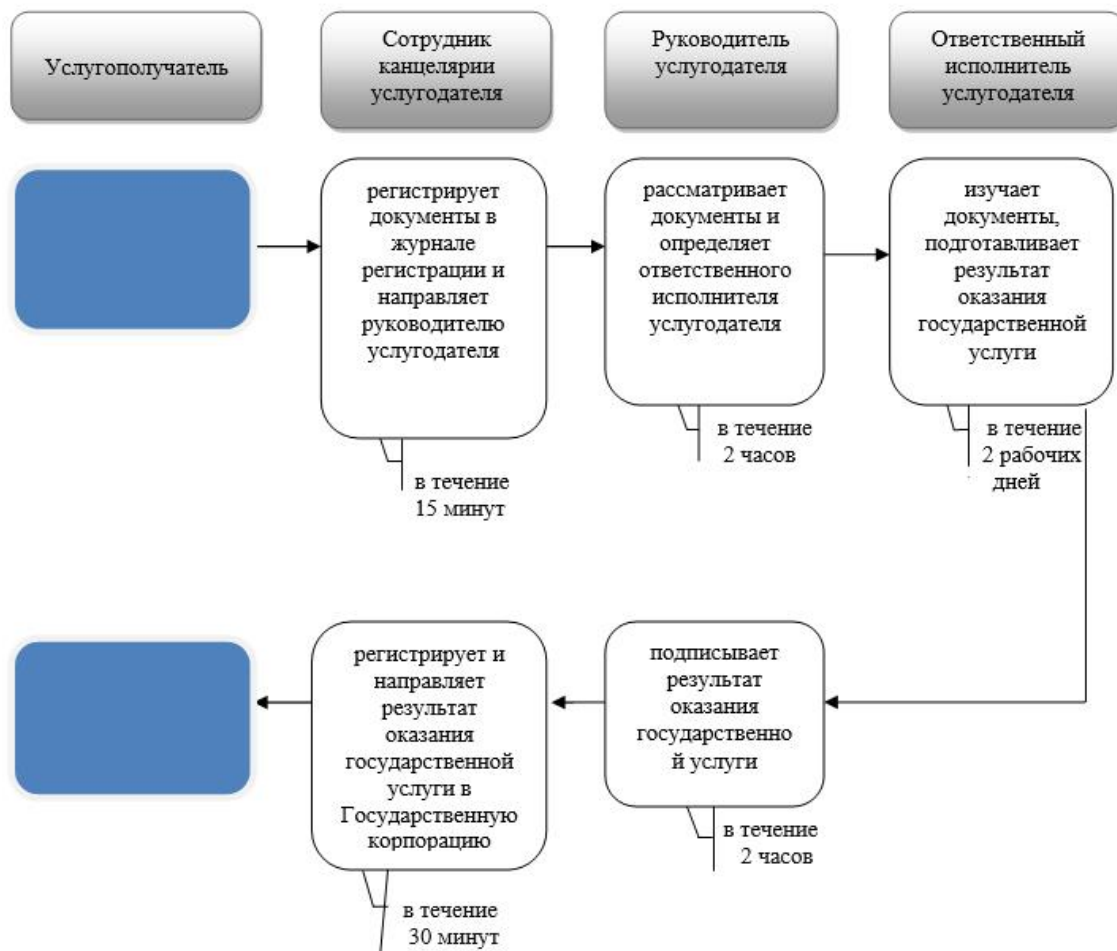 Услугополучатель
Сотрудник
канцелярии
услугодателя
Руководитель
услугодателя
Ответственный
исполнитель
услугодателя
регистрирует
документы в
журнале
регистрации и
направляет
руководителю
услугодателя
в течение
15 минут
рассматривает
документы и
определяет
ответственного
исполнителя
услугодателя
в течение
2 часов
изучает
документы,
подготавливает
результат
оказания
государственной
услуги
в течение
2 рабочих
дней
подписывает
результат
оказания
государственно
й услуги
в течение
2 часов
регистрирует и
направляет
результат
оказания
государственной
услуги в
Государственную
корпорацию
в течение
30 минут